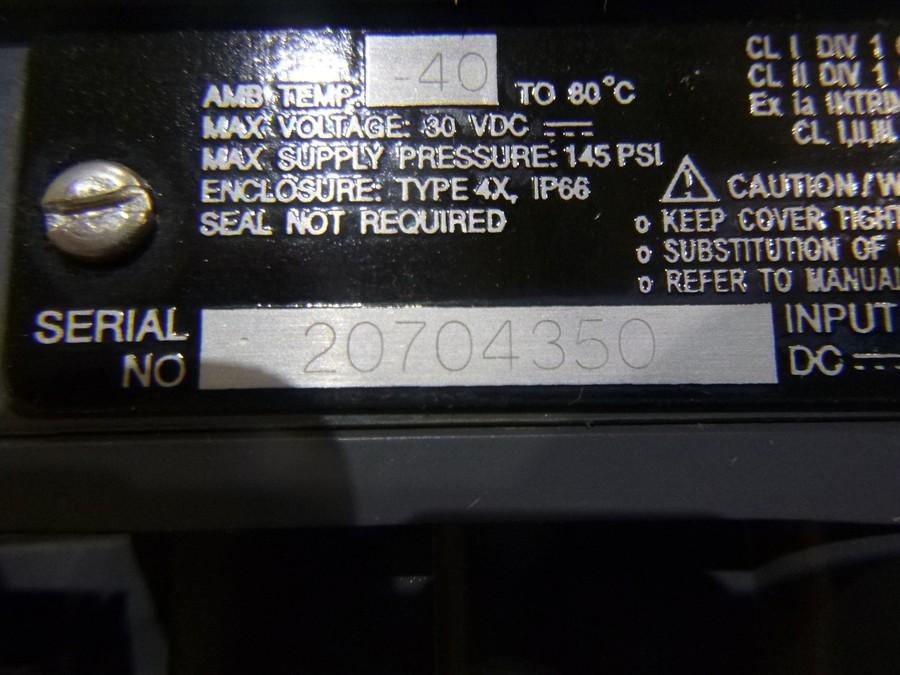 AMB TEMP: -40 TO 80°C
MAX VOLTAGE: 30 VDC
MAX SUPPLY PRESSURE: 145 PSI
ENCLOSURE: TYPE 4X, IP66
SEAL NOT REQUIRED
CL I DIV 1
CL II DIV 1
Ex ia INTRIN
CL I,II,III,
CAUTION/W
o KEEP COVER TIGHT
o SUBSTITUTION OF
o REFER TO MANUAL
SERIAL NO 20704350
INPUT
DC